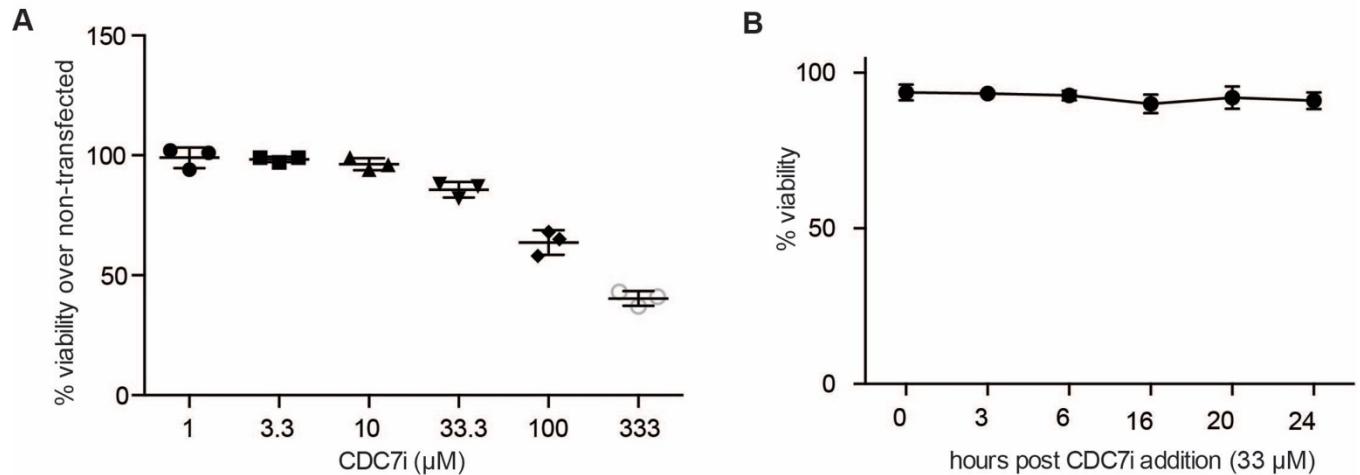 A
% viability over non-transfected
150
100
50
0
1 3.3 10 33.3 100 333
CDC7i (µM)
B
% viability
100
50
0
0 3 6 16 20 24
hours post CDC7i addition (33 µM)